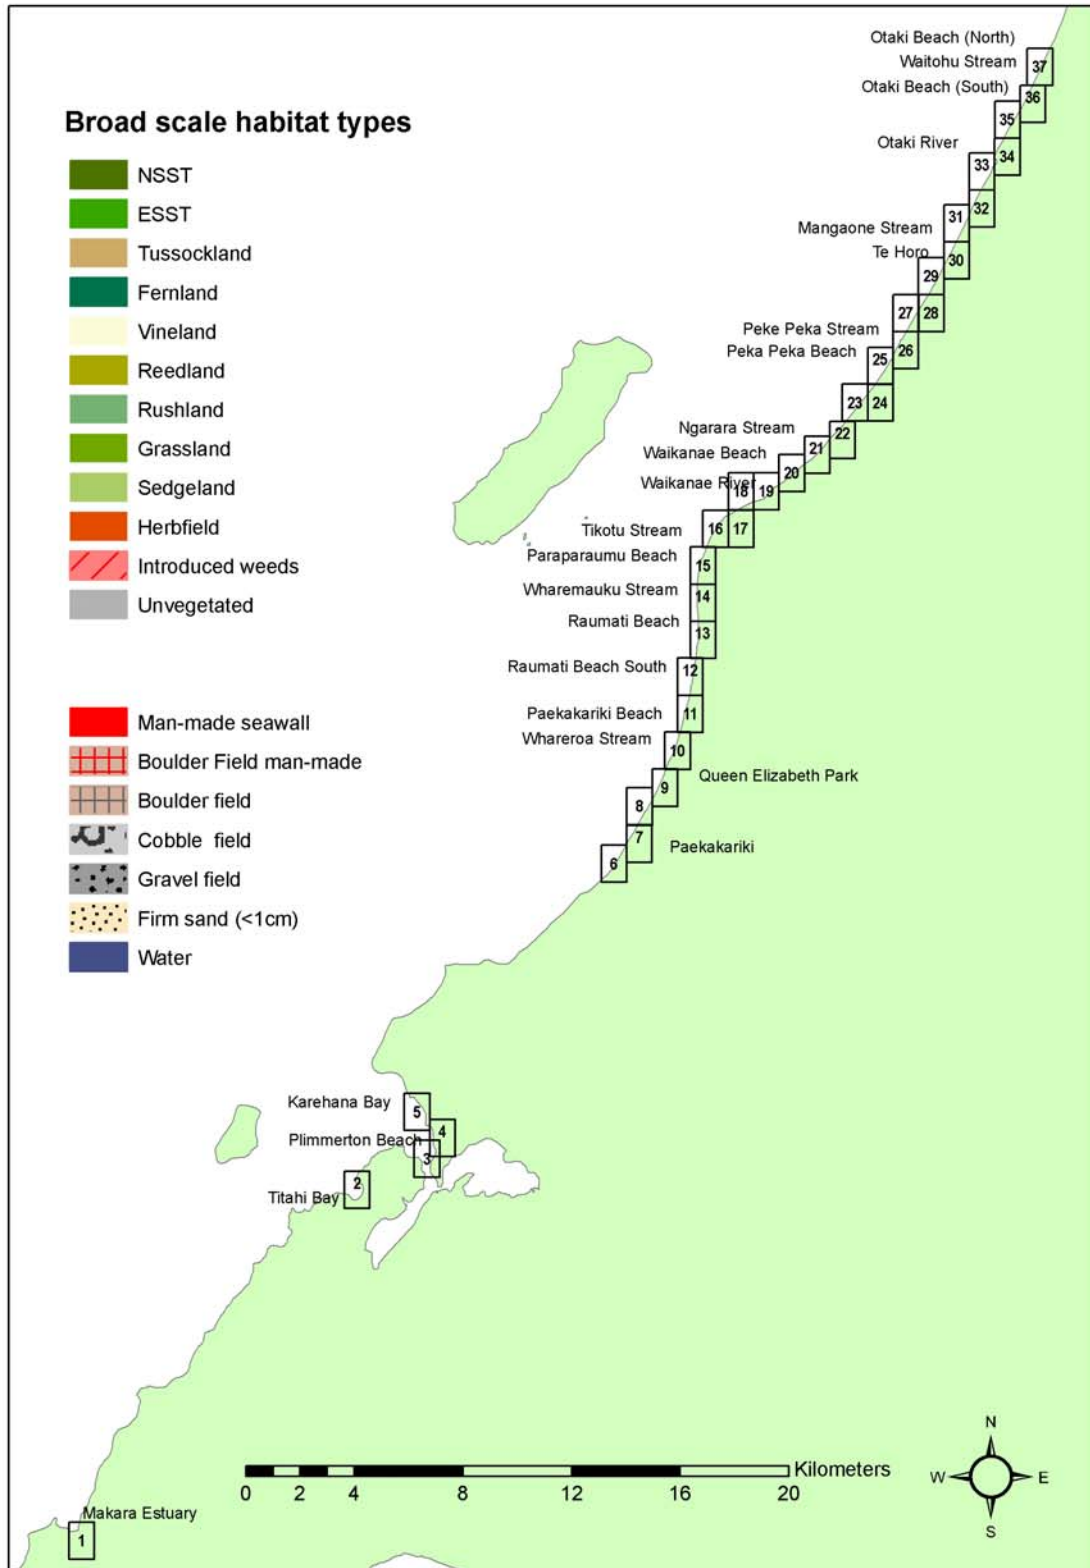 Otaki Beach (North)
Waitohu Stream
37
Otaki Beach (South)
36
35
Otaki River
34
33
32
31
Mangaone Stream
Te Horo
30
29
28
27
Peke Peka Stream
26
Peka Peka Beach
25
24
23
Ngarara Stream
22
21
Waikanae Beach
20
Waikanae River
19
18
Tikotu Stream
17
16
Paraparaumu Beach
15
Wharemauku Stream
14
Raumati Beach
13
Raumati Beach South
12
Paekakariki Beach
11
Whareroa Stream
10
Queen Elizabeth Park
9
8
7
Paekakariki
6
Broad scale habitat types
NSST
ESST
Tussockland
Fernland
Vineland
Reedland
Rushland
Grassland
Sedgeland
Herbfield
Introduced weeds
Unvegetated
Man-made seawall
Boulder Field man-made
Boulder field
Cobble field
Gravel field
Firm sand (<1cm)
Water
Karehana Bay
5
4
Plimmerton Beach
3
2
Titahi Bay
Makara Estuary
1
Kilometers
0 2 4 8 12 16 20
N
W E
S